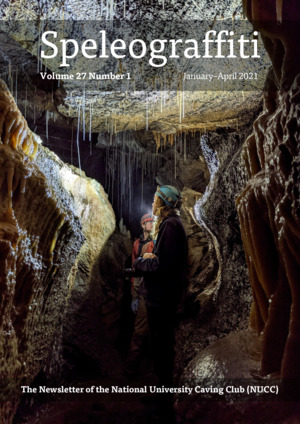 Speleograffiti
Volume 27 Number 1 January–April 2021
The Newsletter of the National University Caving Club (NUCC)